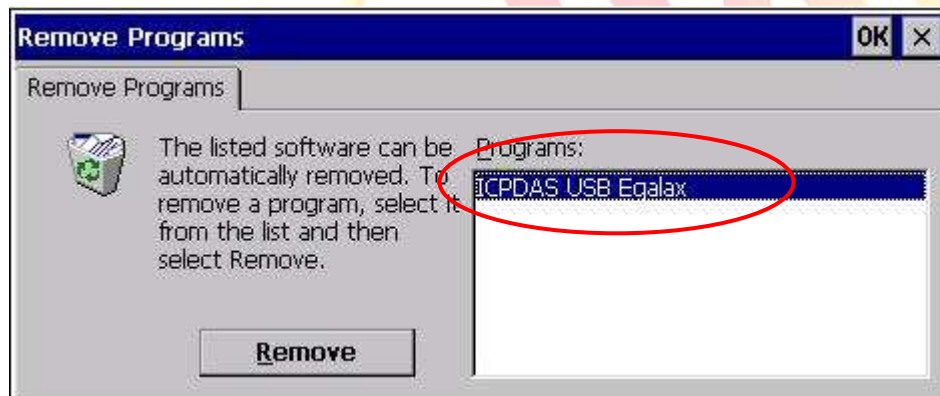 Remove Programs
OK ×
Remove Programs
The listed software can be
automatically removed. To
remove a program, select it
from the list and then
select Remove.
Remove
Programs:
ICPDAS USB Egalax